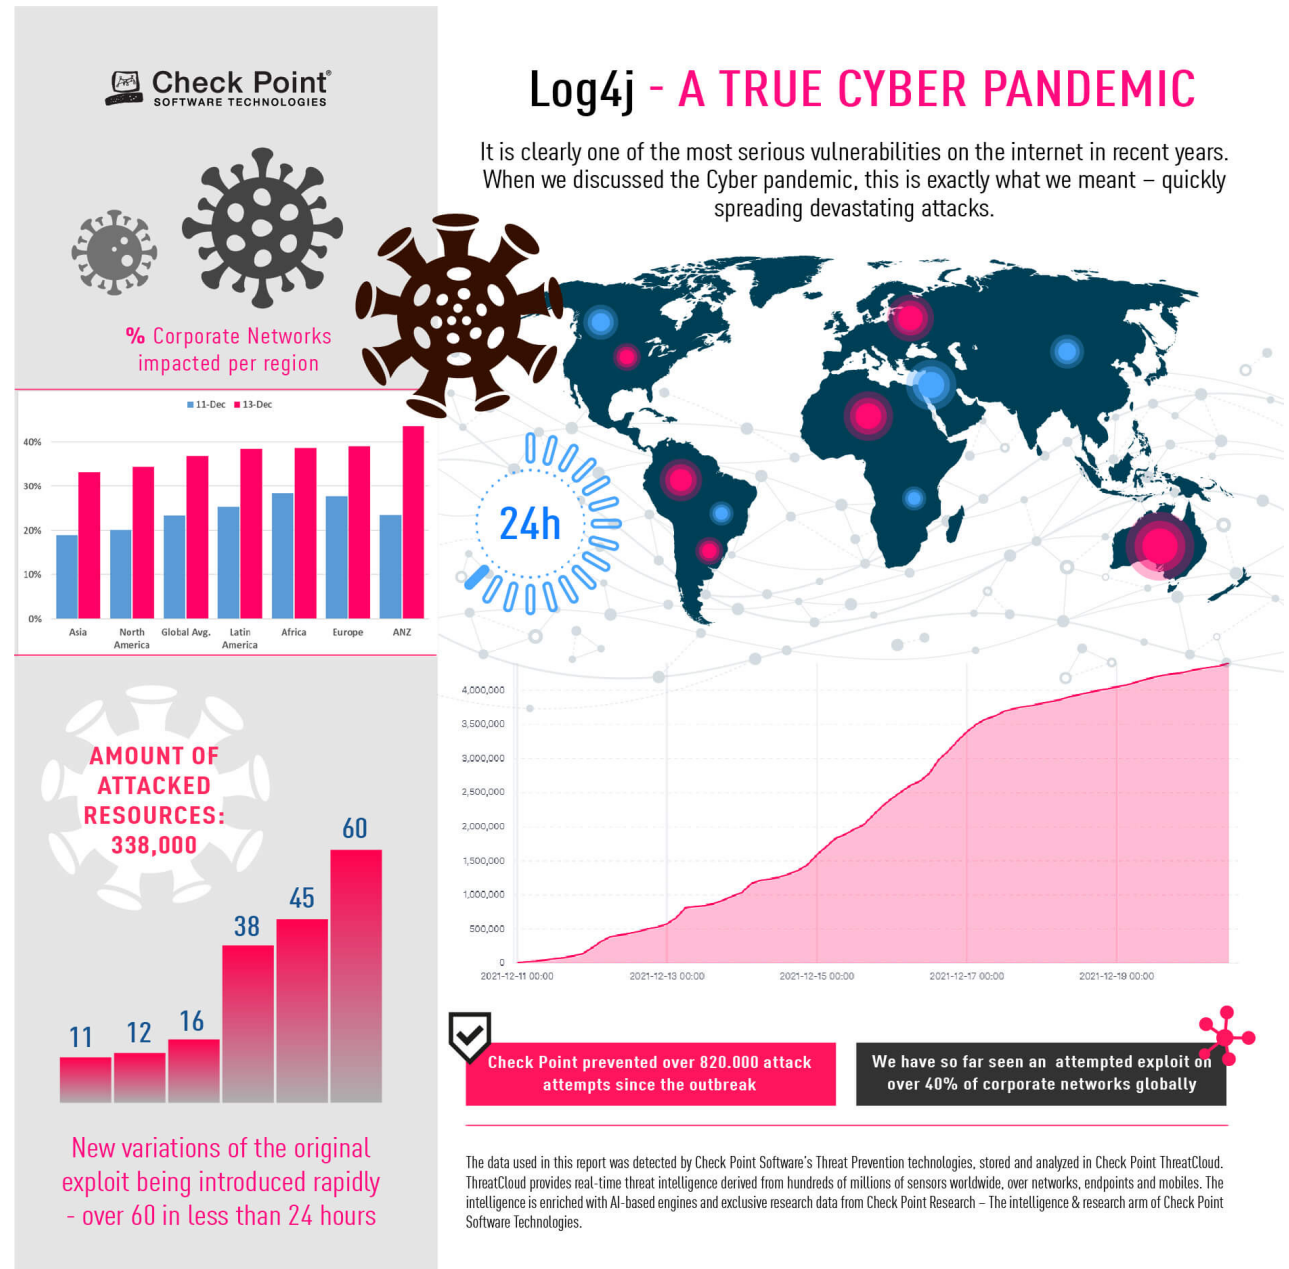 Check Point®
SOFTWARE TECHNOLOGIES
% Corporate Networks
impacted per region
11-Dec 13-Dec
40%
30%
20%
10%
0%
Asia North Global Avg. Latin Africa Europe ANZ
America America
AMOUNT OF
ATTACKED
RESOURCES:
338,000
11 12 16 38 45 60
New variations of the original
exploit being introduced rapidly
- over 60 in less than 24 hours
Log4j - A TRUE CYBER PANDEMIC
It is clearly one of the most serious vulnerabilities on the internet in recent years.
When we discussed the Cyber pandemic, this is exactly what we meant – quickly
spreading devastating attacks.
24h
4,000,000
3,500,000
3,000,000
2,500,000
2,000,000
1,500,000
1,000,000
500,000
0
2021-12-11 00:00 2021-12-13 00:00 2021-12-15 00:00 2021-12-17 00:00 2021-12-19 00:00
Check Point prevented over 820.000 attack
attempts since the outbreak
We have so far seen an attempted exploit on
over 40% of corporate networks globally
The data used in this report was detected by Check Point Software's Threat Prevention technologies, stored and analyzed in Check Point ThreatCloud.
ThreatCloud provides real-time threat intelligence derived from hundreds of millions of sensors worldwide, over networks, endpoints and mobiles. The
intelligence is enriched with AI-based engines and exclusive research data from Check Point Research – The intelligence & research arm of Check Point
Software Technologies.